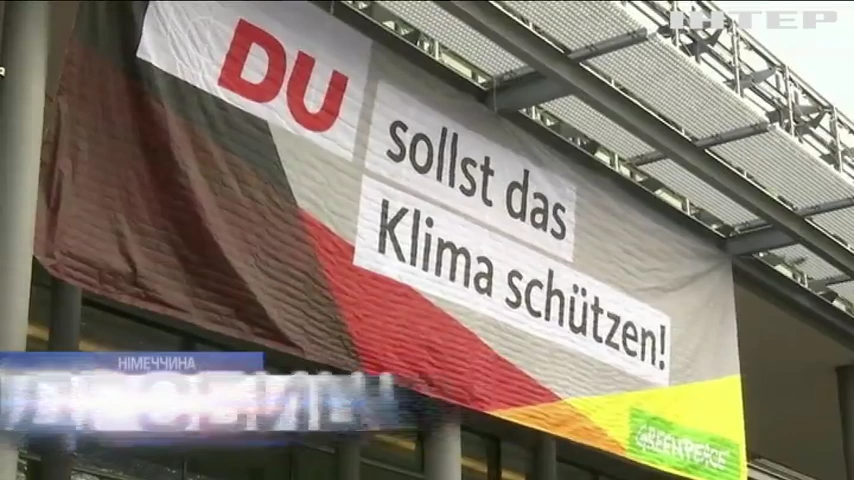 ІНТЕР
DU
sollst das
Klima schützen!
GREENPEACE
НІМЕЧЧИНА